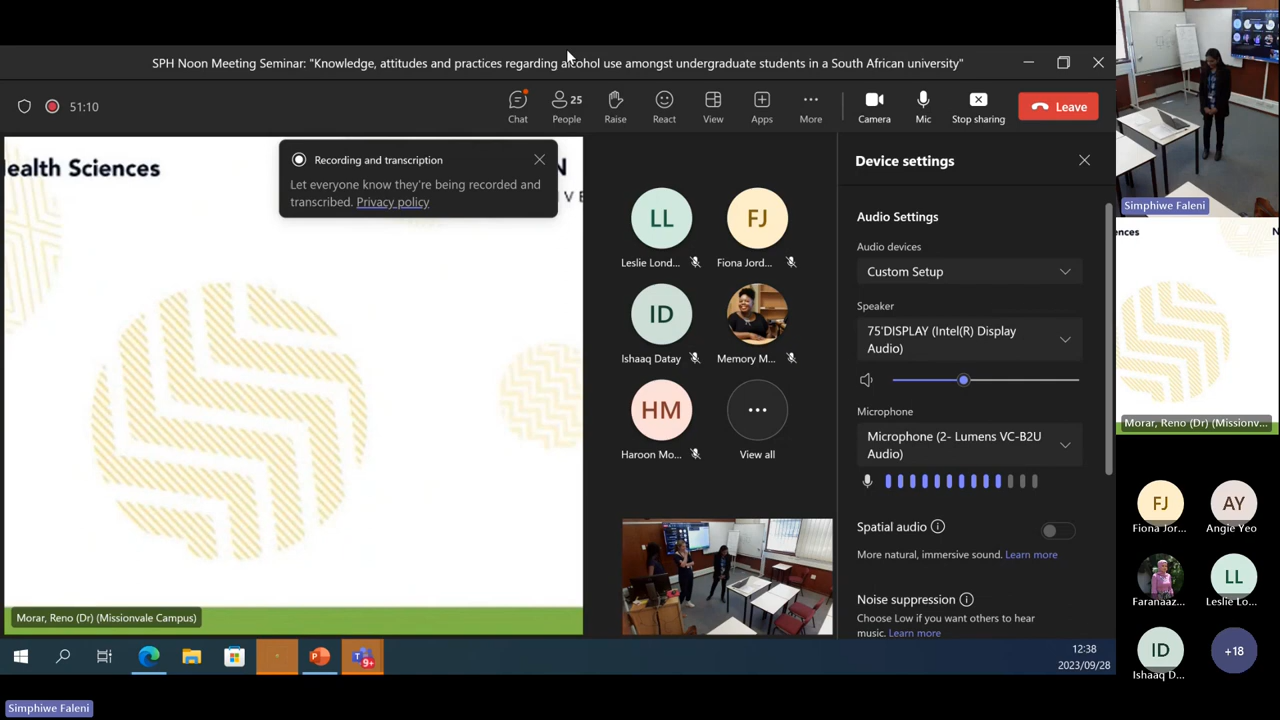 SPH Noon Meeting Seminar: "Knowledge, attitudes and practices regarding alcohol use amongst undergraduate students in a South African university"
51:10
Chat
25
People
Raise
React
View
Apps
More
Camera
Mic
Stop sharing
Leave
ealth Sciences
N
I V E
Recording and transcription
Let everyone know they're being recorded and
transcribed. Privacy policy
LL
Leslie Lond...
FJ
Fiona Jord...
ID
Ishaaq Datay
Memory M...
HM
Haroon Mo...
View all
Morar, Reno (Dr) (Missionvale Campus)
Device settings
Audio Settings
Audio devices
Custom Setup
Speaker
75'DISPLAY (Intel(R) Display
Audio)
Microphone
Microphone (2- Lumens VC-B2U
Audio)
Spatial audio
More natural, immersive sound. Learn more
Noise suppression
Choose Low if you want others to hear
music. Learn more
9+
12:38
2023/09/28
Simphiwe Faleni
Simphiwe Faleni
ences
N
Morar, Reno (Dr) (Missionv...
FJ
Fiona Jor...
AY
Angie Yeo
Faranaaz...
LL
Leslie Lo...
ID
Ishaaq D...
+18